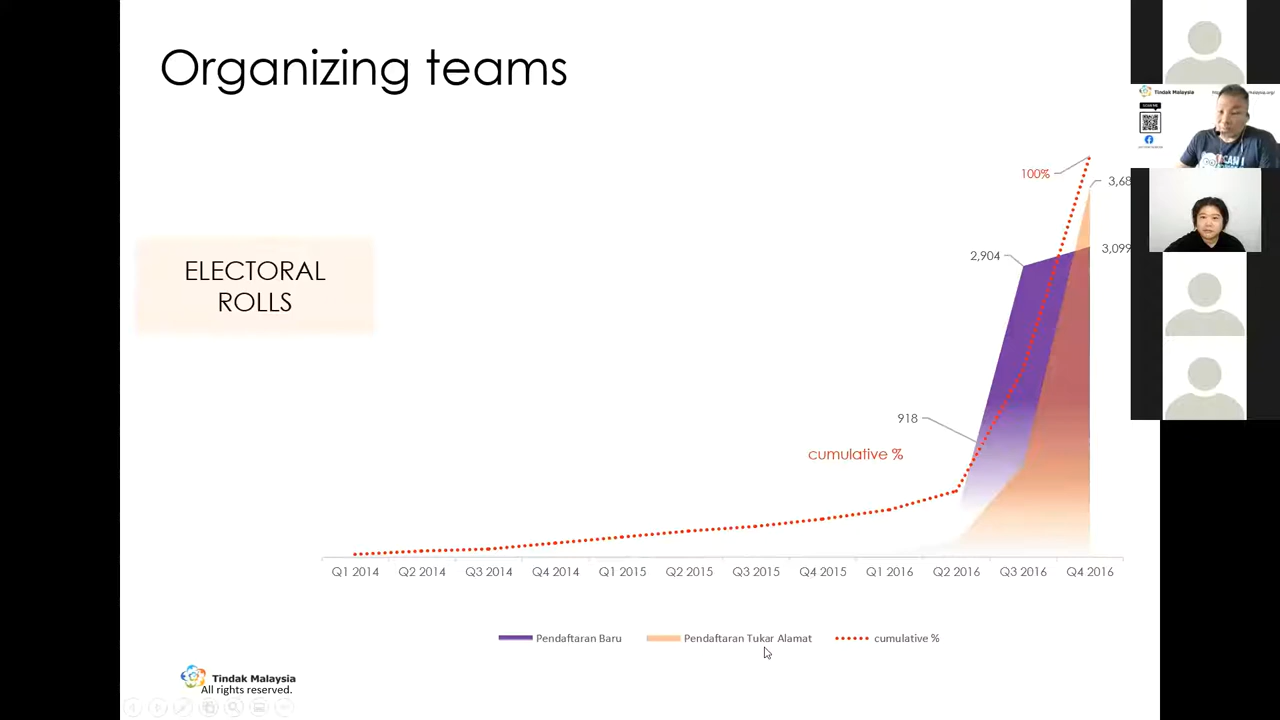 Organizing teams
Tindak Malaysia
100%
3,68
2,904
3,099
ELECTORAL
ROLLS
918
cumulative %
Q1 2014 Q2 2014 Q3 2014 Q4 2014 Q1 2015 Q2 2015 Q3 2015 Q4 2015 Q1 2016 Q2 2016 Q3 2016 Q4 2016
Pendaftaran Baru Pendaftaran Tukar Alamat cumulative %
Tindak Malaysia
All rights reserved.